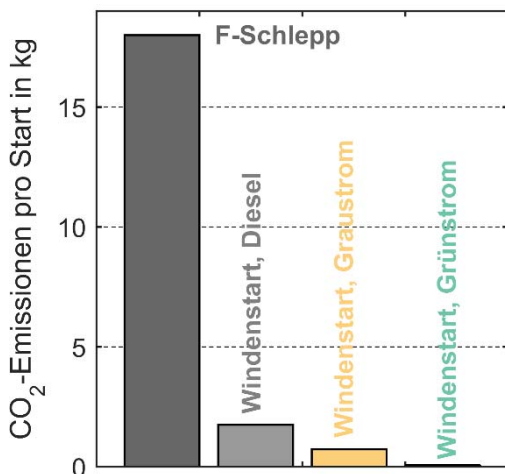 CO₂-Emissionen pro Start in kg
15
10
5
0
F-Schlepp
Windenstart, Diesel
Windenstart, Graustrom
Windenstart, Grünstrom